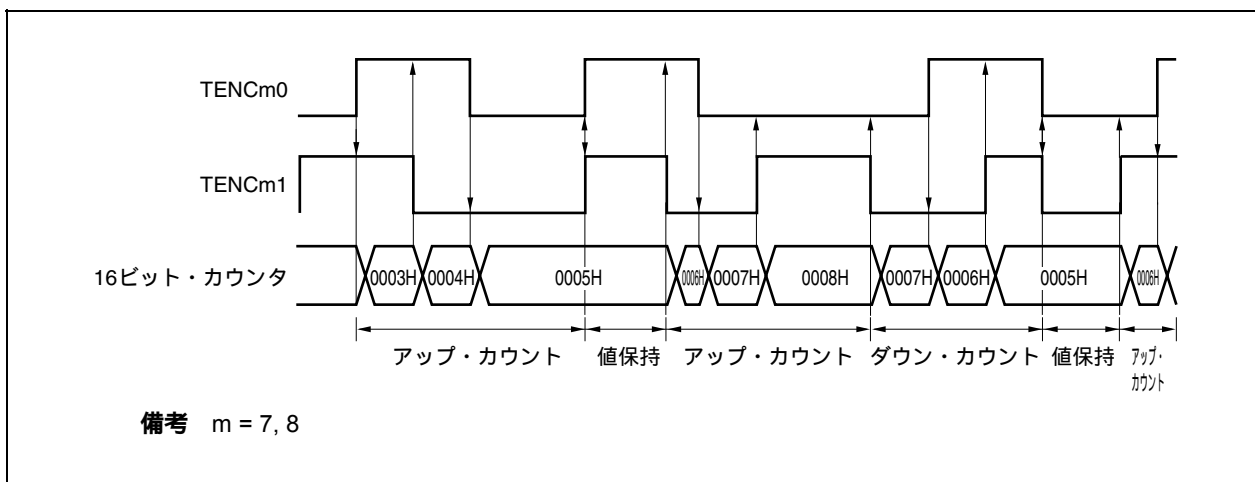 TENCm0
TENCm1
16ビット・カウンタ
0003H 0004H 0005H 0006H 0007H 0008H 0007H 0006H 0005H 0006H
アップ・カウント 値保持 アップ・カウント ダウン・カウント 値保持 アップ・
カウント
備考 m = 7, 8